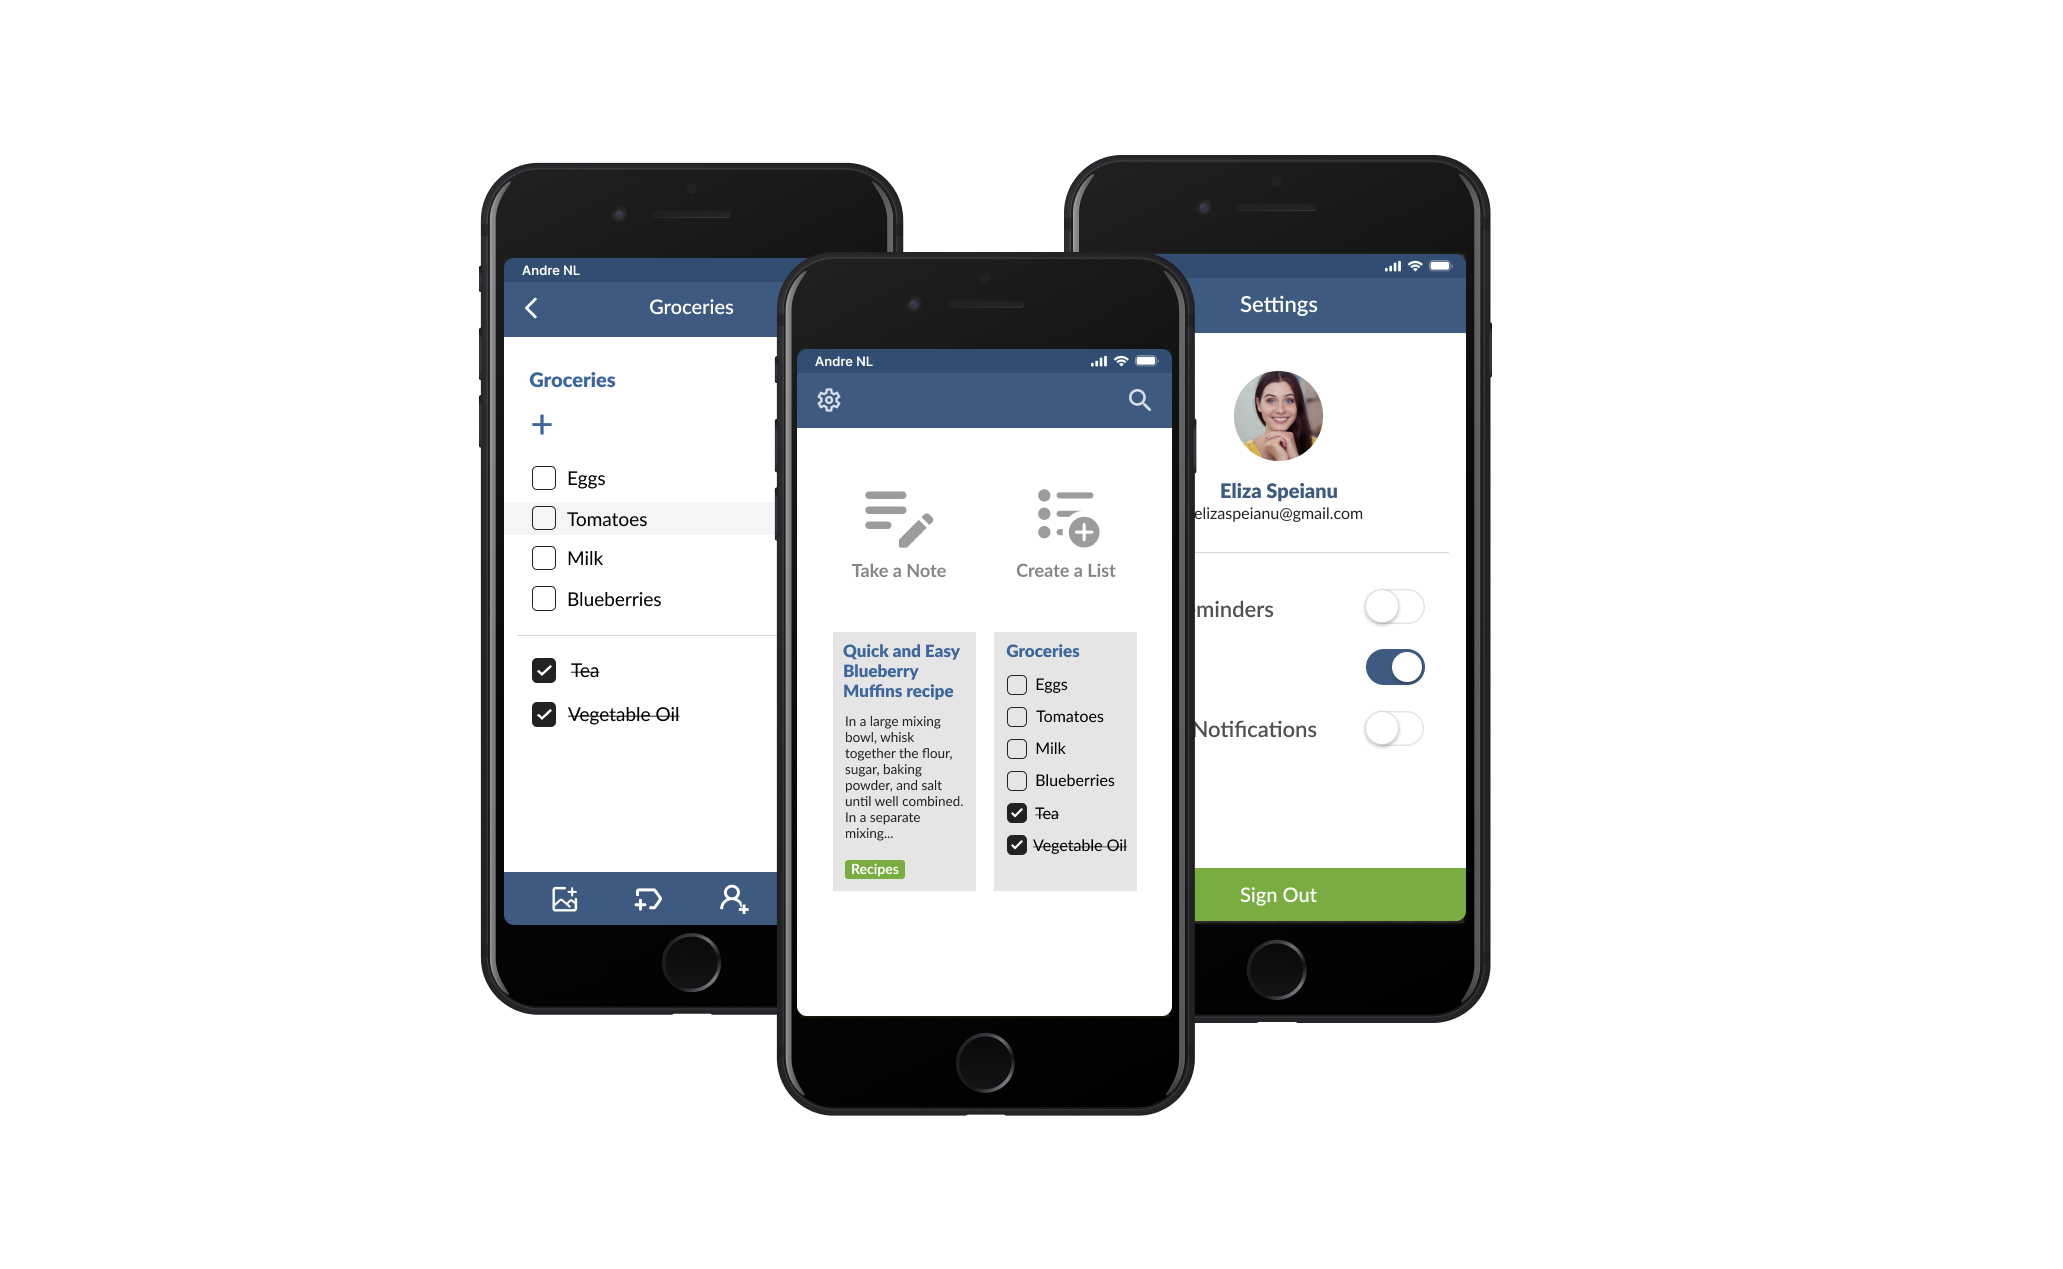 Andre NL
Groceries
Groceries
Eggs
Tomatoes
Milk
Blueberries
Tea
Vegetable Oil
Andre NL
Take a Note
Create a List
Quick and Easy
Blueberry
Muffins recipe
In a large mixing
bowl, whisk
together the flour,
sugar, baking
powder, and salt
until well combined.
In a separate
mixing...
Recipes
Groceries
Eggs
Tomatoes
Milk
Blueberries
Tea
Vegetable Oil
Settings
Eliza Speianu
elizaspeianu@gmail.com
Notifications
Sign Out